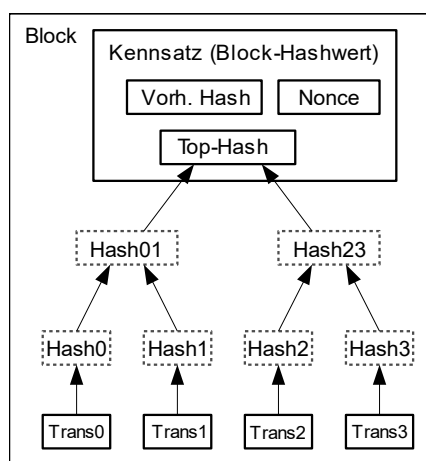 Block
Kennsatz (Block-Hashwert)
Vorh. Hash
Nonce
Top-Hash
Hash01
Hash23
Hash0
Hash1
Hash2
Hash3
Trans0
Trans1
Trans2
Trans3